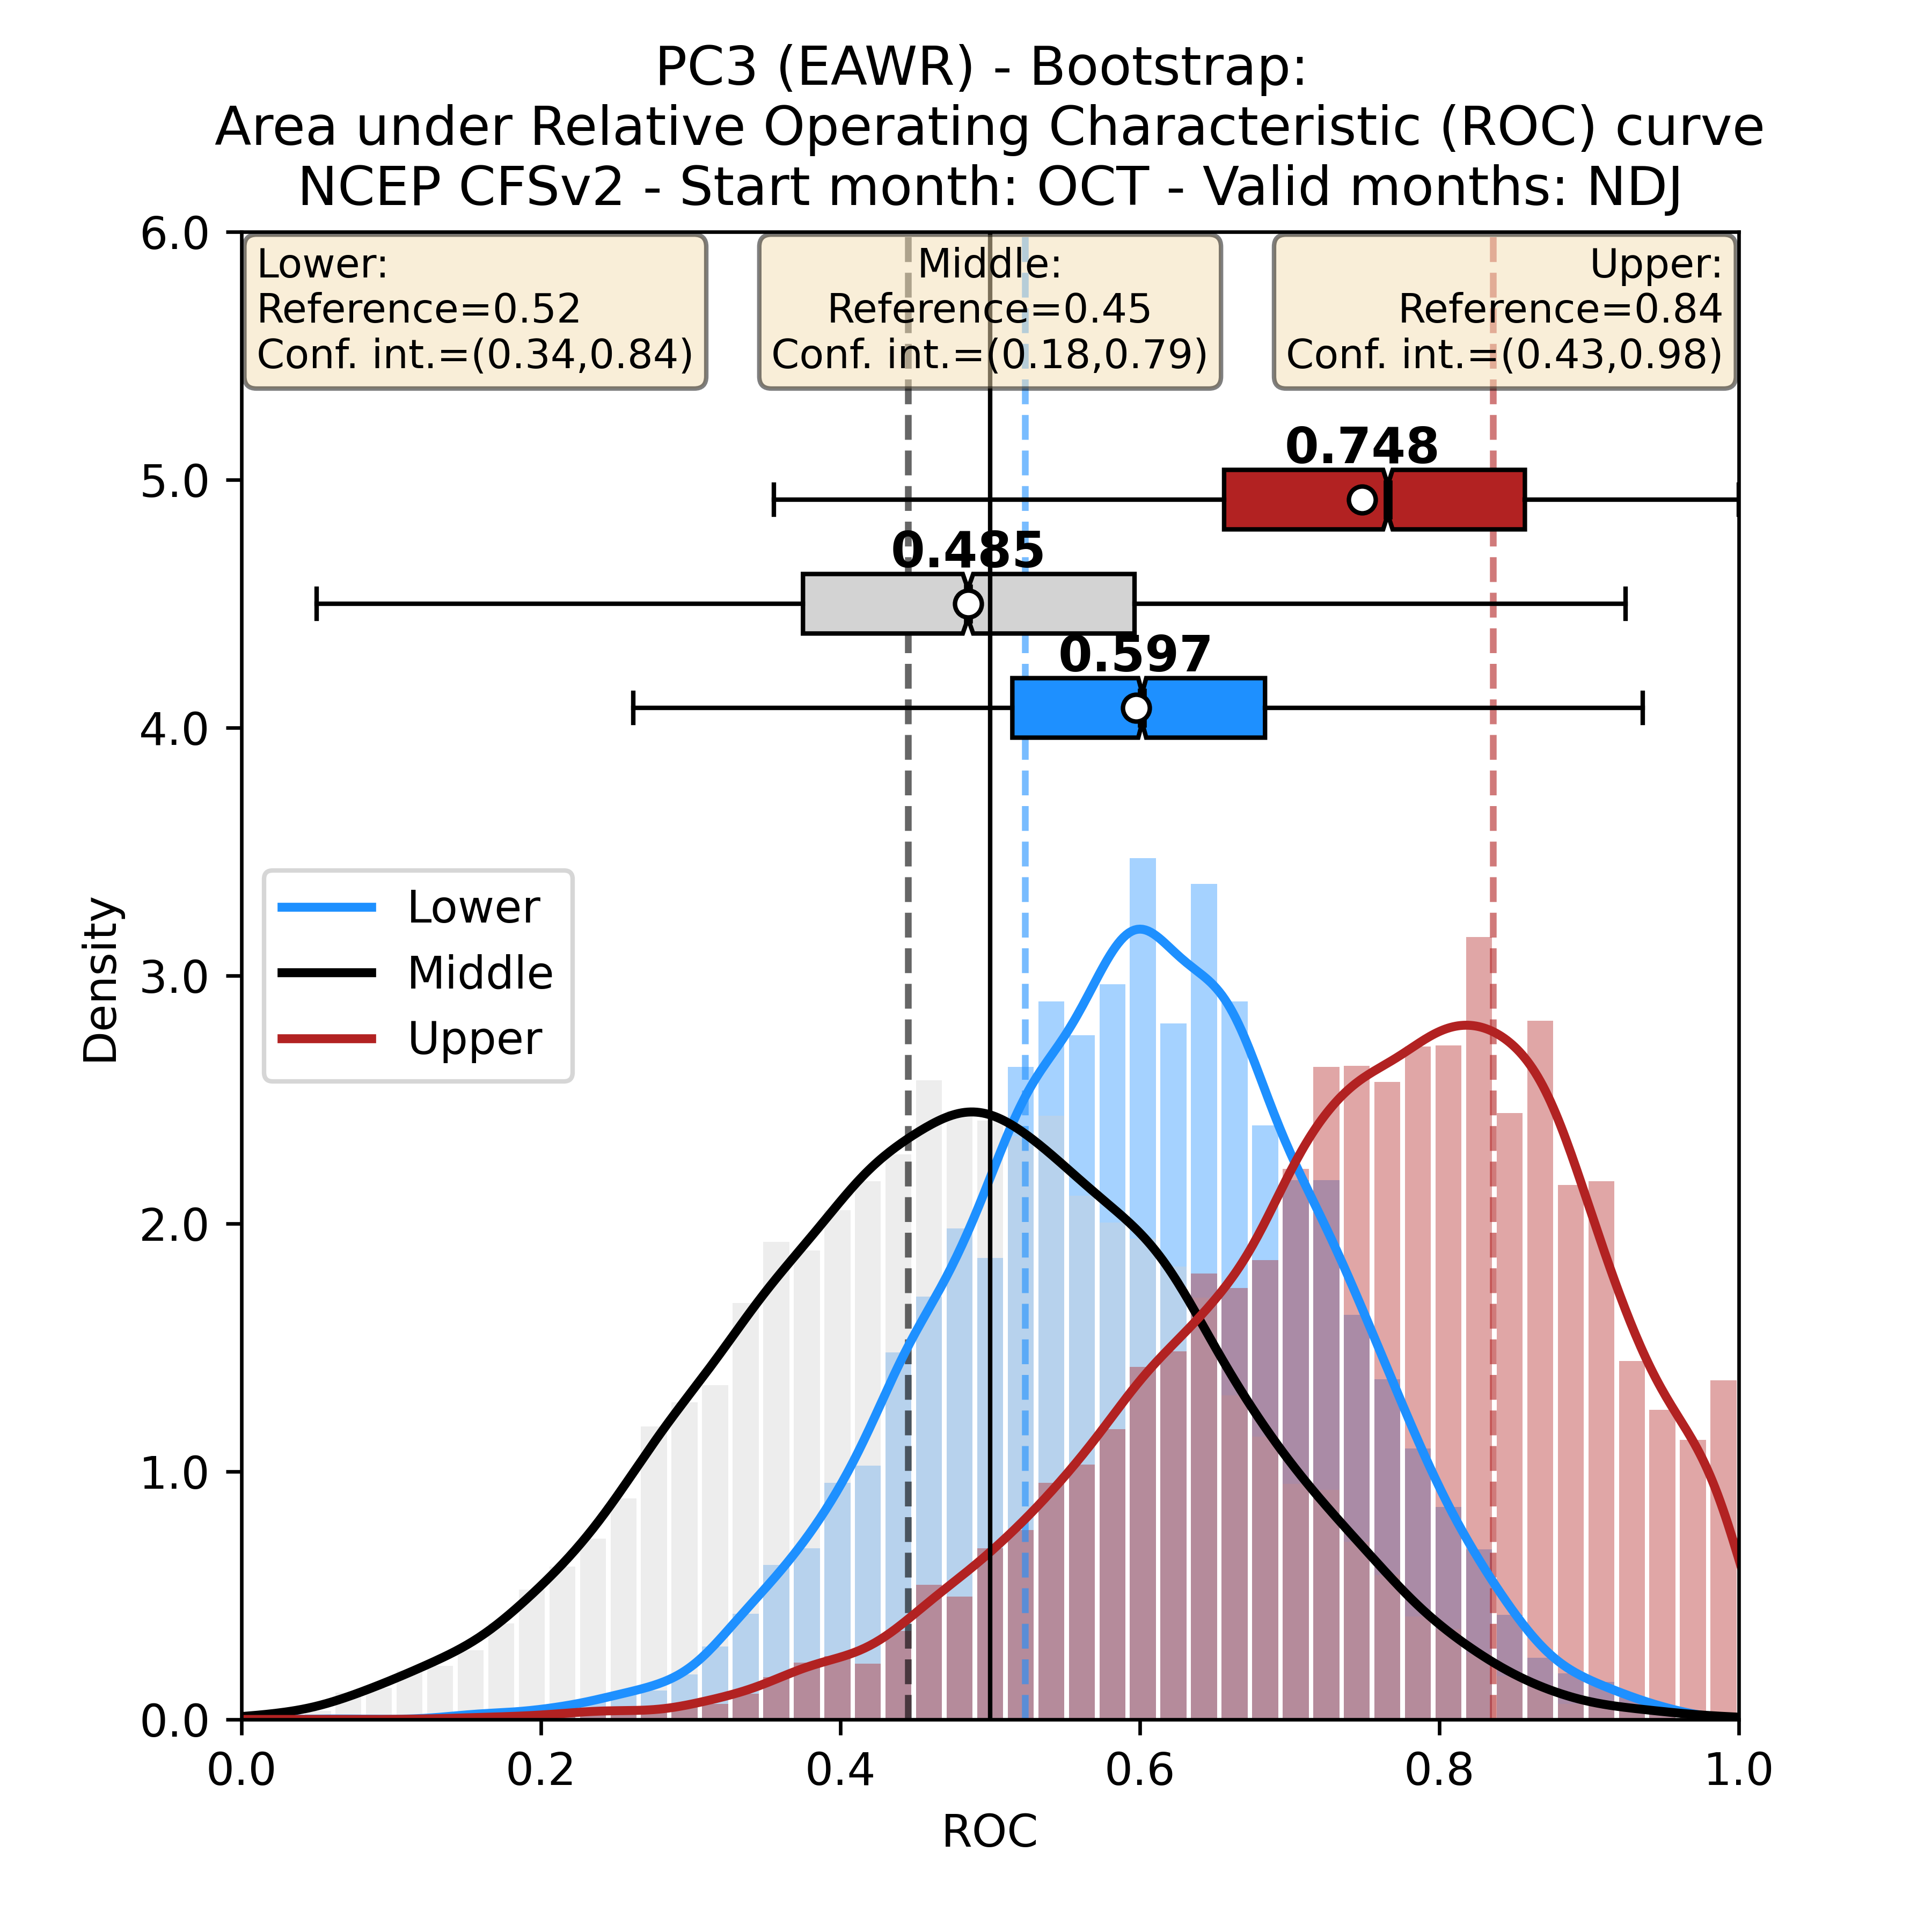 PC3 (EAWR) - Bootstrap:
Area under Relative Operating Characteristic (ROC) curve
NCEP CFSv2 - Start month: OCT - Valid months: NDJ
Lower:
Reference=0.52
Conf. int.=(0.34,0.84)
Middle:
Reference=0.45
Conf. int.=(0.18,0.79)
Upper:
Reference=0.84
Conf. int.=(0.43,0.98)
0.748
0.485
0.597
Lower
Middle
Upper
Density
6.0
5.0
4.0
3.0
2.0
1.0
0.0
0.0 0.2 0.4 0.6 0.8 1.0
ROC